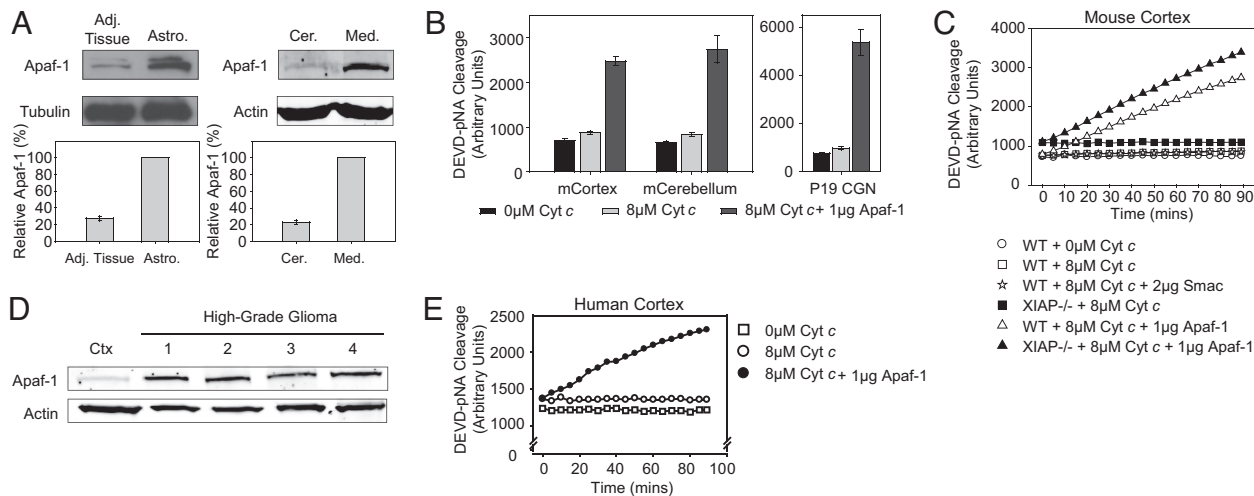 A
Adj.
Tissue Astro.
Apaf-1
Tubulin
Relative Apaf-1 (%)
100
80
60
40
20
0
Adj. Tissue Astro.
Cer. Med.
Apaf-1
Actin
Relative Apaf-1 (%)
100
80
60
40
20
0
Cer. Med.
B
DEVD-pNA Cleavage
(Arbitrary Units)
3000
2000
1000
0
mCortex mCerebellum
6000
4000
2000
0
P19 CGN
0μM Cyt c 8μM Cyt c 8μM Cyt c+ 1μg Apaf-1
C
Mouse Cortex
DEVD-pNA Cleavage
(Arbitrary Units)
4000
3000
2000
1000
0
0 10 20 30 40 50 60 70 80 90
Time (mins)
WT + 0μM Cyt c
WT + 8μM Cyt c
WT + 8μM Cyt c + 2μg Smac
XIAP-/- + 8μM Cyt c
WT + 8μM Cyt c + 1μg Apaf-1
XIAP-/- + 8μM Cyt c + 1μg Apaf-1
D
High-Grade Glioma
Ctx 1 2 3 4
Apaf-1
Actin
E
Human Cortex
DEVD-pNA Cleavage
(Arbitrary Units)
2500
2200
1900
1600
1300
1000
0
0 20 40 60 80 100
Time (mins)
0μM Cyt c
8μM Cyt c
8μM Cyt c + 1μg Apaf-1